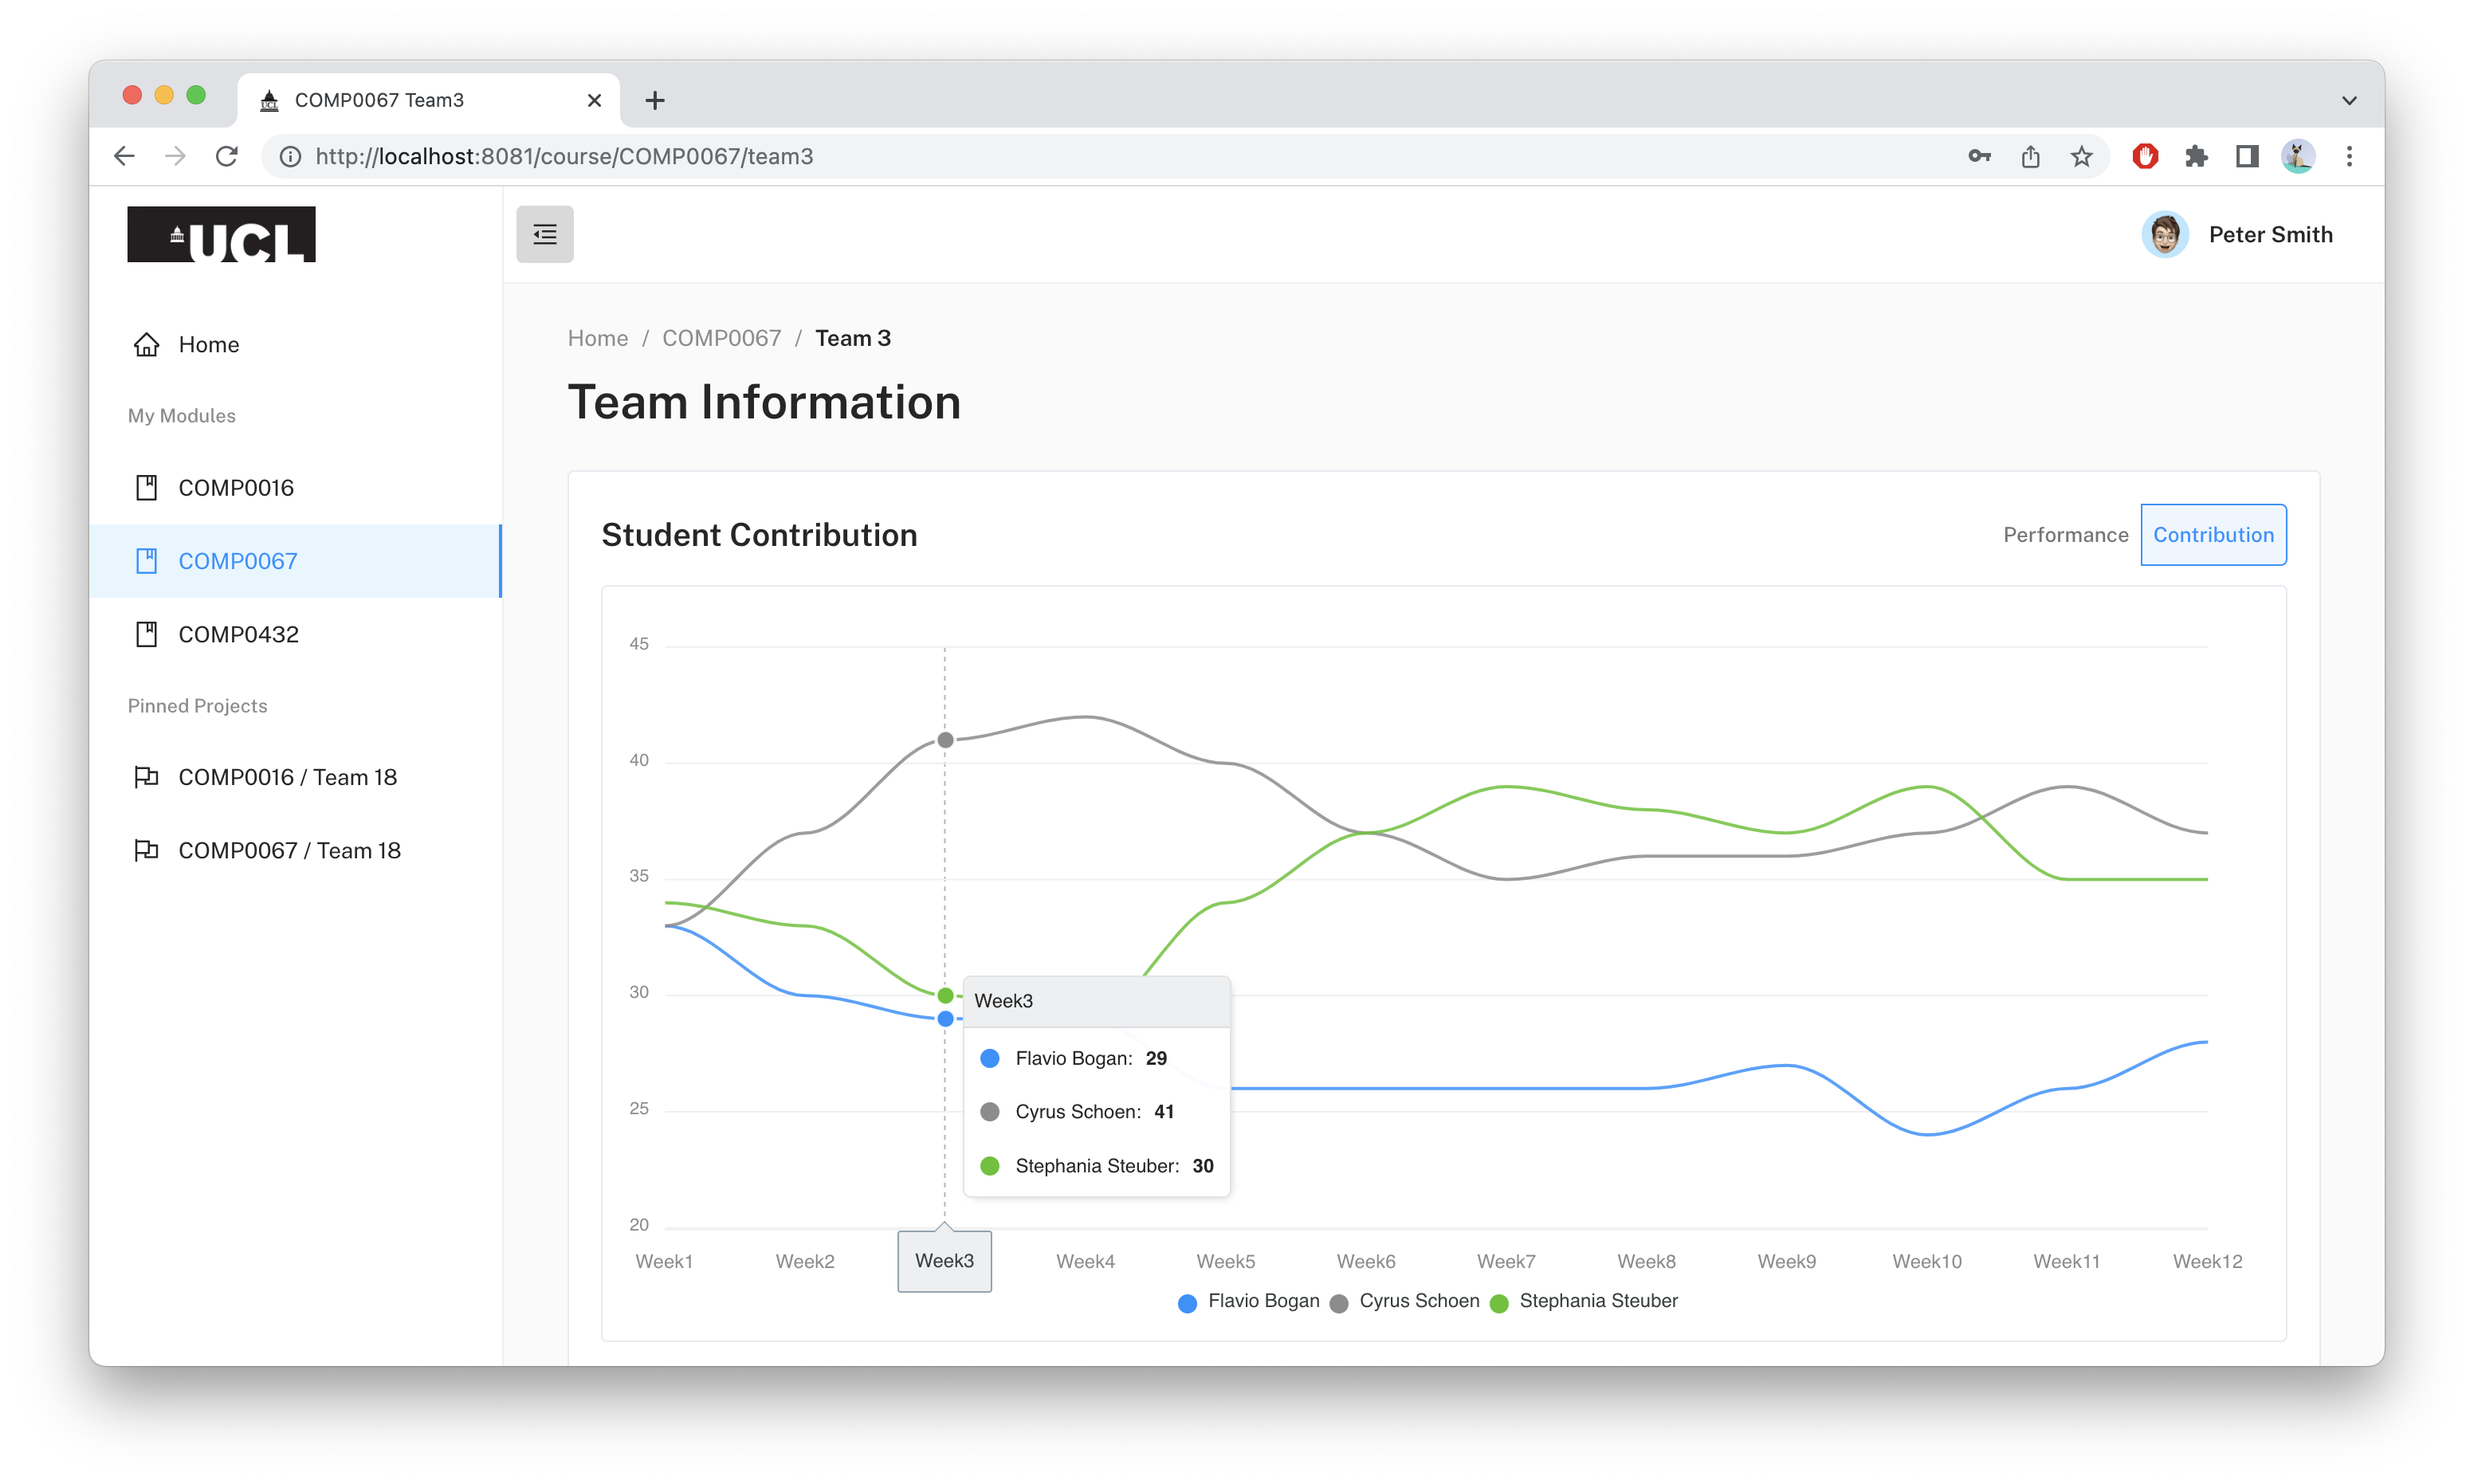 COMP0067 Team3
http://localhost:8081/course/COMP0067/team3
UCL
Peter Smith
Home
My Modules
COMP0016
COMP0067
COMP0432
Pinned Projects
COMP0016 / Team 18
COMP0067 / Team 18
Home / COMP0067 / Team 3
Team Information
Student Contribution
Performance
Contribution
45
40
35
30
25
20
Week3
Flavio Bogan: 29
Cyrus Schoen: 41
Stephania Steuber: 30
Week1 Week2 Week3 Week4 Week5 Week6 Week7 Week8 Week9 Week10 Week11 Week12
Flavio Bogan Cyrus Schoen Stephania Steuber